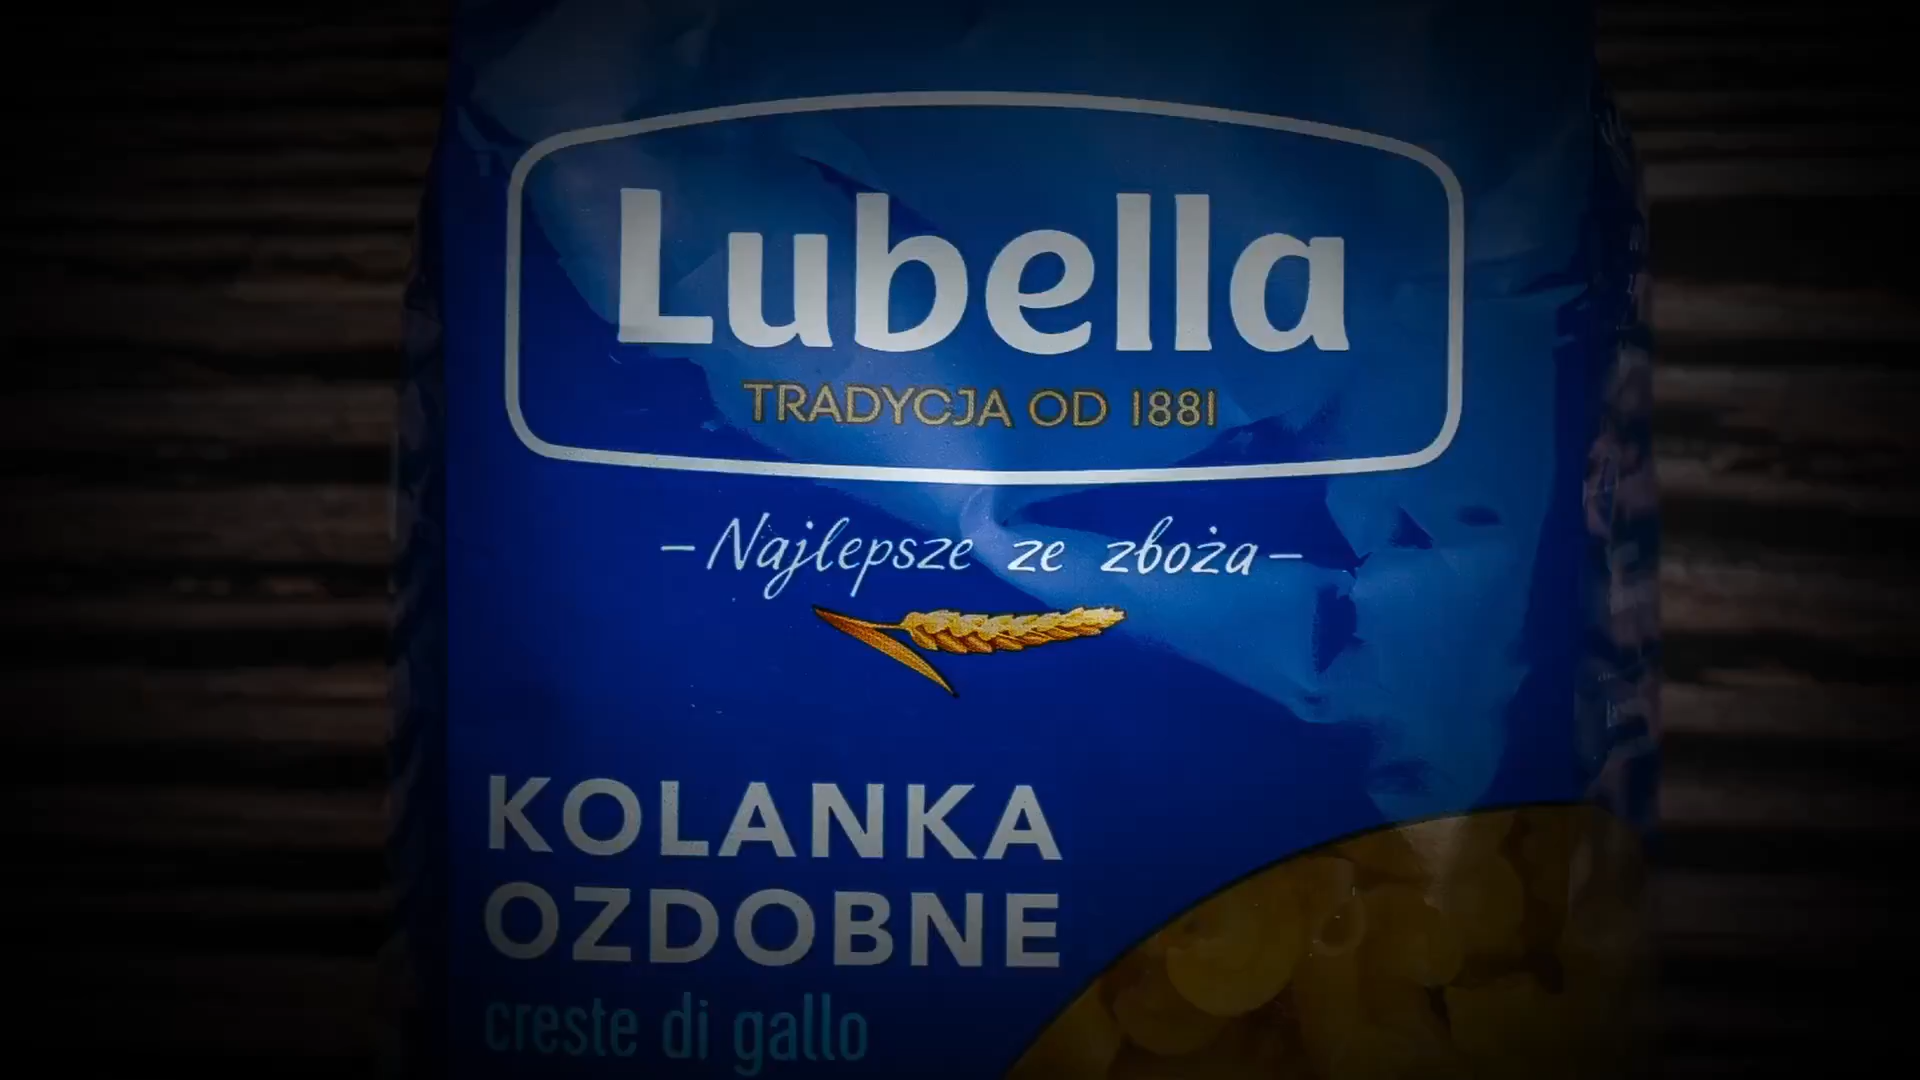 Lubella
TRADYCJA OD 1881
– Najlepsze ze zboża –
KOLANKA
OZDOBNE
creste di gallo